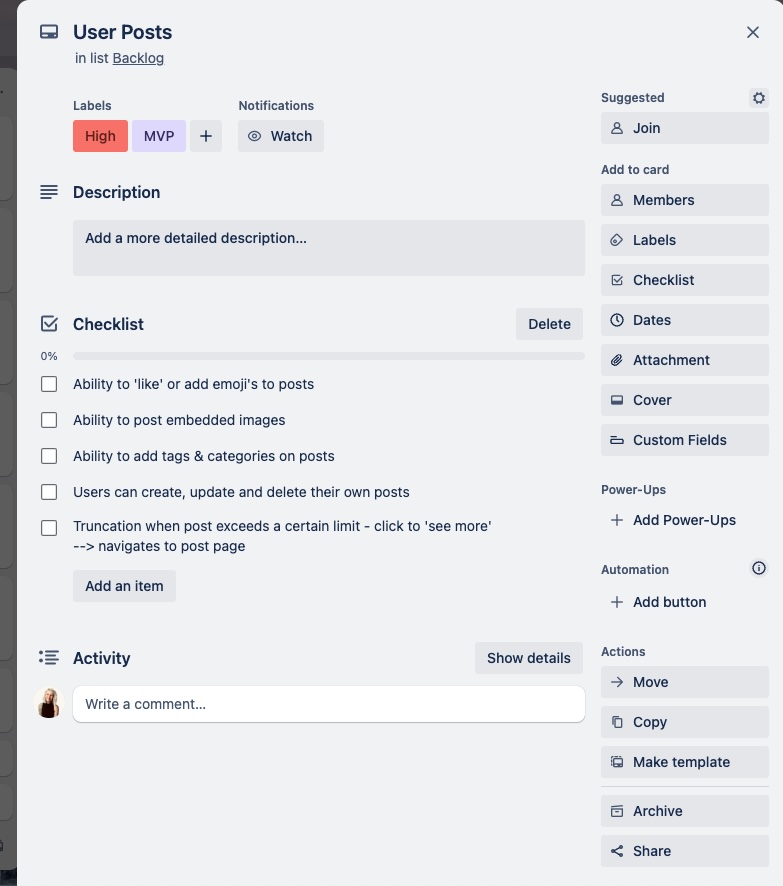 User Posts
in list Backlog
Labels
High
MVP
Notifications
Watch
Description
Add a more detailed description...
Checklist
Delete
0%
Ability to 'like' or add emoji's to posts
Ability to post embedded images
Ability to add tags & categories on posts
Users can create, update and delete their own posts
Truncation when post exceeds a certain limit - click to 'see more'
--> navigates to post page
Add an item
Activity
Show details
Write a comment...
Suggested
Join
Add to card
Members
Labels
Checklist
Dates
Attachment
Cover
Custom Fields
Power-Ups
Add Power-Ups
Automation
Add button
Actions
Move
Copy
Make template
Archive
Share